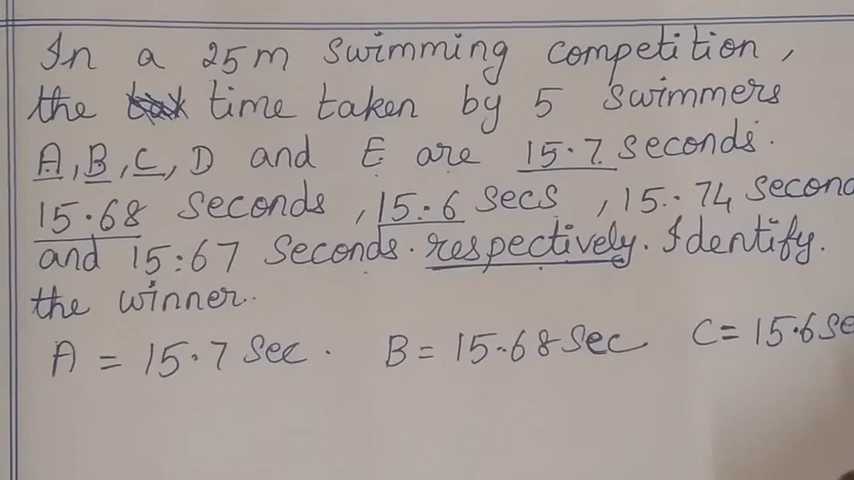 In a 25m swimming competition,
the time taken by 5 swimmers
A, B, C, D and E are 15.7 seconds.
15.68 seconds, 15.6 secs, 15.74 second
and 15:67 seconds. respectively. Identify.
the winner.
A = 15.7 sec. B = 15.68 sec C = 15.6 se